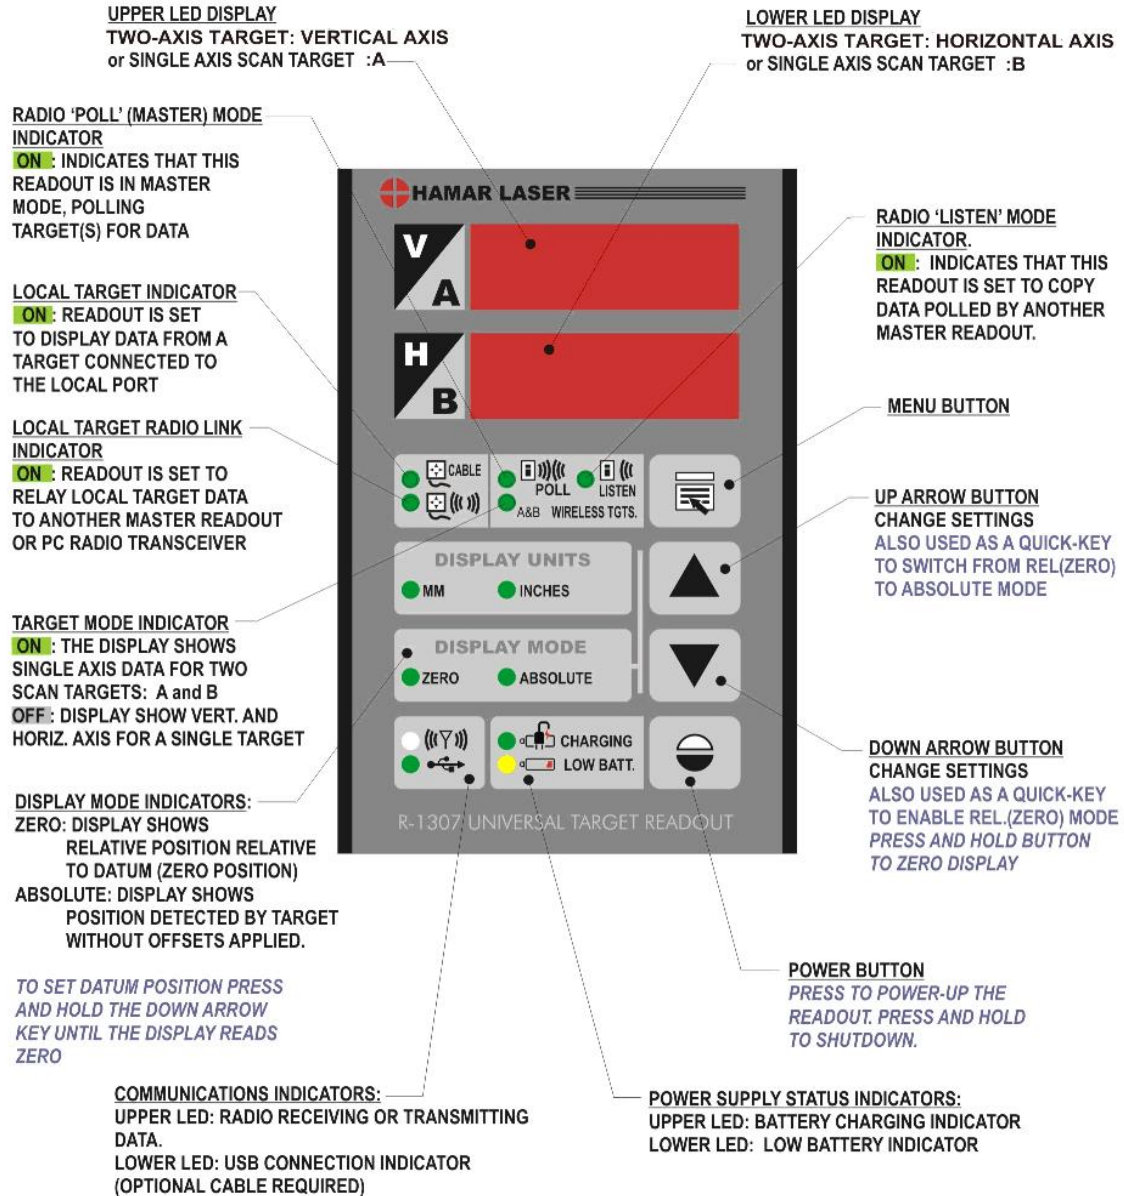 UPPER LED DISPLAY
TWO-AXIS TARGET: VERTICAL AXIS
or SINGLE AXIS SCAN TARGET :A
LOWER LED DISPLAY
TWO-AXIS TARGET: HORIZONTAL AXIS
or SINGLE AXIS SCAN TARGET :B
RADIO ‘POLL’ (MASTER) MODE
INDICATOR
ON : INDICATES THAT THIS
READOUT IS IN MASTER
MODE, POLLING
TARGET(S) FOR DATA
LOCAL TARGET INDICATOR
ON : READOUT IS SET
TO DISPLAY DATA FROM A
TARGET CONNECTED TO
THE LOCAL PORT
LOCAL TARGET RADIO LINK
INDICATOR
ON : READOUT IS SET TO
RELAY LOCAL TARGET DATA
TO ANOTHER MASTER READOUT
OR PC RADIO TRANSCEIVER
TARGET MODE INDICATOR
ON : THE DISPLAY SHOWS
SINGLE AXIS DATA FOR TWO
SCAN TARGETS: A and B
OFF : DISPLAY SHOW VERT. AND
HORIZ. AXIS FOR A SINGLE TARGET
DISPLAY MODE INDICATORS:
ZERO: DISPLAY SHOWS
RELATIVE POSITION RELATIVE
TO DATUM (ZERO POSITION)
ABSOLUTE: DISPLAY SHOWS
POSITION DETECTED BY TARGET
WITHOUT OFFSETS APPLIED.
TO SET DATUM POSITION PRESS
AND HOLD THE DOWN ARROW
KEY UNTIL THE DISPLAY READS
ZERO
HAMAR LASER
V
A
H
B
CABLE
POLL
LISTEN
A&B WIRELESS TGTS.
DISPLAY UNITS
MM
INCHES
DISPLAY MODE
ZERO
ABSOLUTE
CHARGING
LOW BATT.
R-1307 UNIVERSAL TARGET READOUT
RADIO ‘LISTEN’ MODE
INDICATOR.
ON : INDICATES THAT THIS
READOUT IS SET TO COPY
DATA POLLED BY ANOTHER
MASTER READOUT.
MENU BUTTON
UP ARROW BUTTON
CHANGE SETTINGS
ALSO USED AS A QUICK-KEY
TO SWITCH FROM REL(ZERO)
TO ABSOLUTE MODE
DOWN ARROW BUTTON
CHANGE SETTINGS
ALSO USED AS A QUICK-KEY
TO ENABLE REL.(ZERO) MODE
PRESS AND HOLD BUTTON
TO ZERO DISPLAY
POWER BUTTON
PRESS TO POWER-UP THE
READOUT. PRESS AND HOLD
TO SHUTDOWN.
COMMUNICATIONS INDICATORS:
UPPER LED: RADIO RECEIVING OR TRANSMITTING
DATA.
LOWER LED: USB CONNECTION INDICATOR
(OPTIONAL CABLE REQUIRED)
POWER SUPPLY STATUS INDICATORS:
UPPER LED: BATTERY CHARGING INDICATOR
LOWER LED: LOW BATTERY INDICATOR